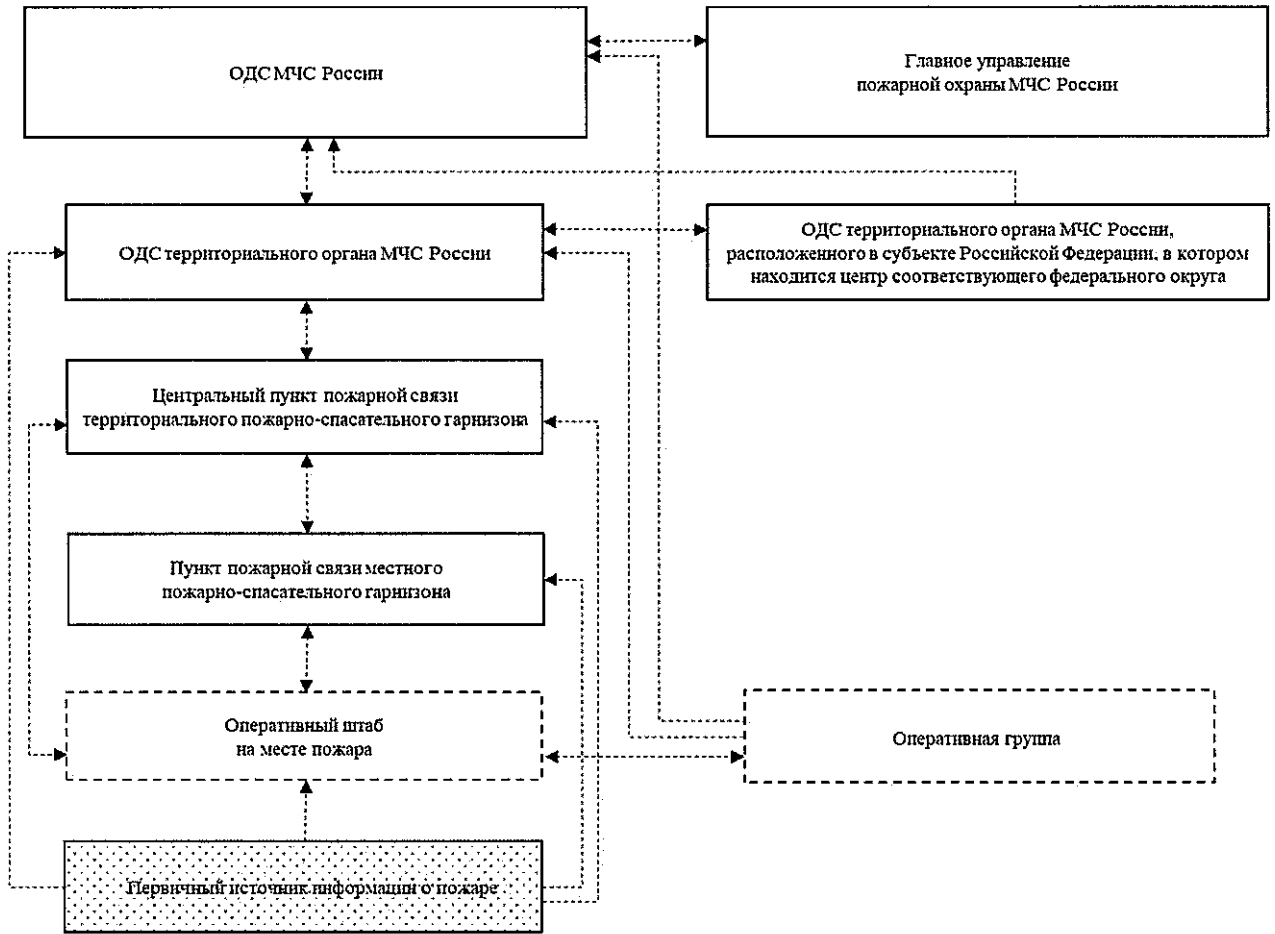 ОДС МЧС России
Главное управление
пожарной охраны МЧС России
ОДС территориального органа МЧС России
ОДС территориального органа МЧС России,
расположенного в субъекте Российской Федерации, в котором
находится центр соответствующего федерального округа
Центральный пункт пожарной связи
территориального пожарно-спасательного гарнизона
Пункт пожарной связи местного
пожарно-спасательного гарнизона
Оперативный штаб
на месте пожара
Оперативная группа
Первичный источник информации о пожаре